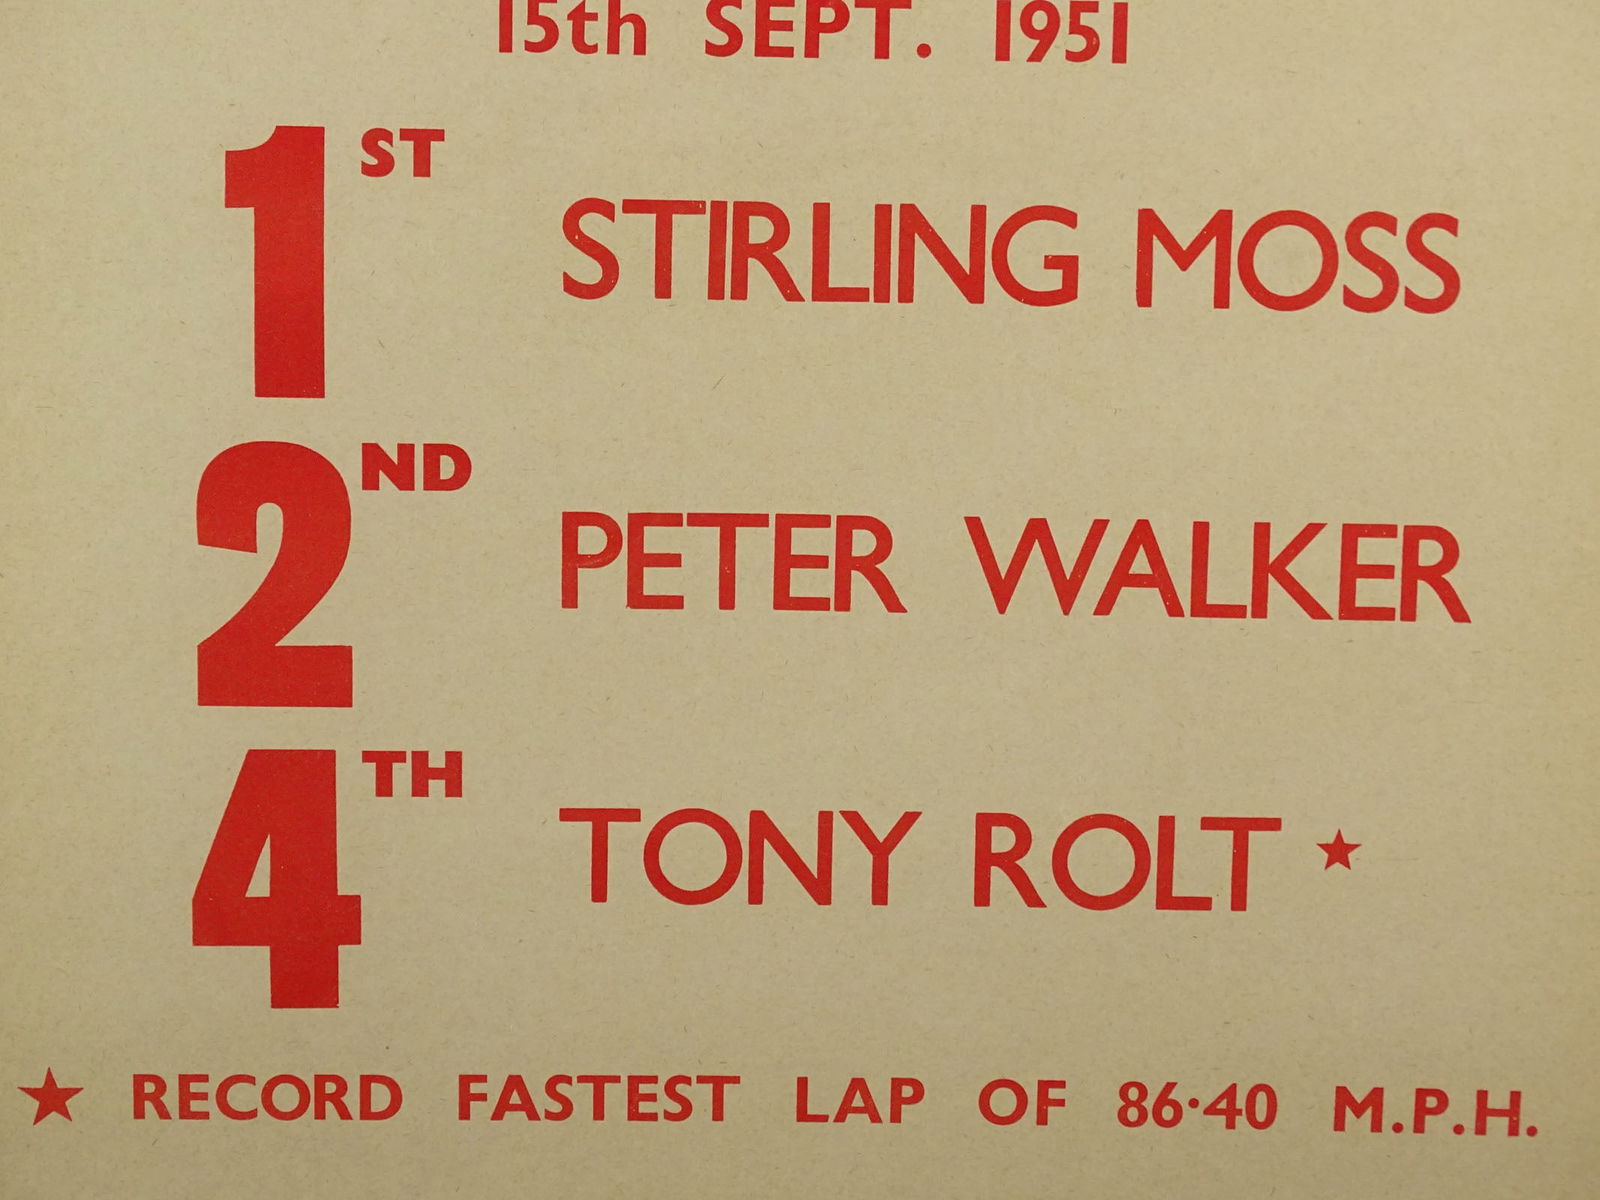 15th SEPT. 1951
1ST STIRLING MOSS
2ND PETER WALKER
4TH TONY ROLT ★
★ RECORD FASTEST LAP OF 86·40 M.P.H.